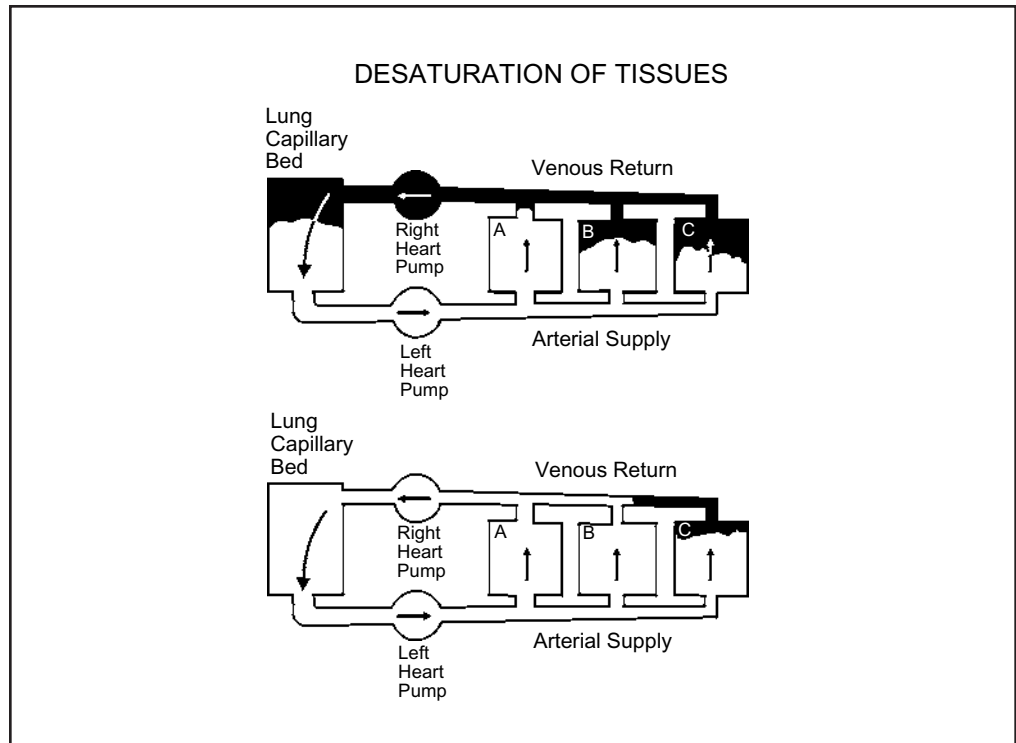 DESATURATION OF TISSUES
Lung
Capillary
Bed
Venous Return
Right
Heart
Pump
A
B
C
Left
Heart
Pump
Arterial Supply
Lung
Capillary
Bed
Venous Return
Right
Heart
Pump
A
B
C
Left
Heart
Pump
Arterial Supply